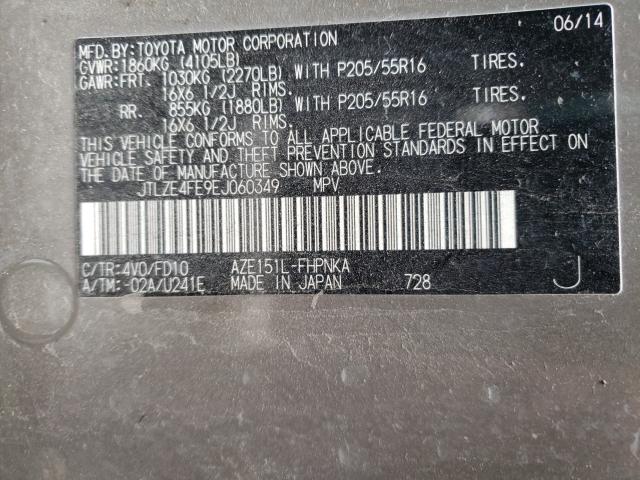 MFD. BY: TOYOTA MOTOR CORPORATION 06/14
GVWR: 1860KG (4105LB)
GAWR: FRT. 1030KG (2270LB) WITH P205/55R16 TIRES.
16X6 1/2J RIMS.
RR. 855KG (1880LB) WITH P205/55R16 TIRES.
16X6 1/2J RIMS.
THIS VEHICLE CONFORMS TO ALL APPLICABLE FEDERAL MOTOR
VEHICLE SAFETY AND THEFT PREVENTION STANDARDS IN EFFECT ON
THE DATE OF MANUFACTURE SHOWN ABOVE.
JTLZE4FE9EJ060349 MPV
C/TR: 4V0/FD10 AZE151L-FHPNKA
A/TM: -02A/U241E MADE IN JAPAN 728 J